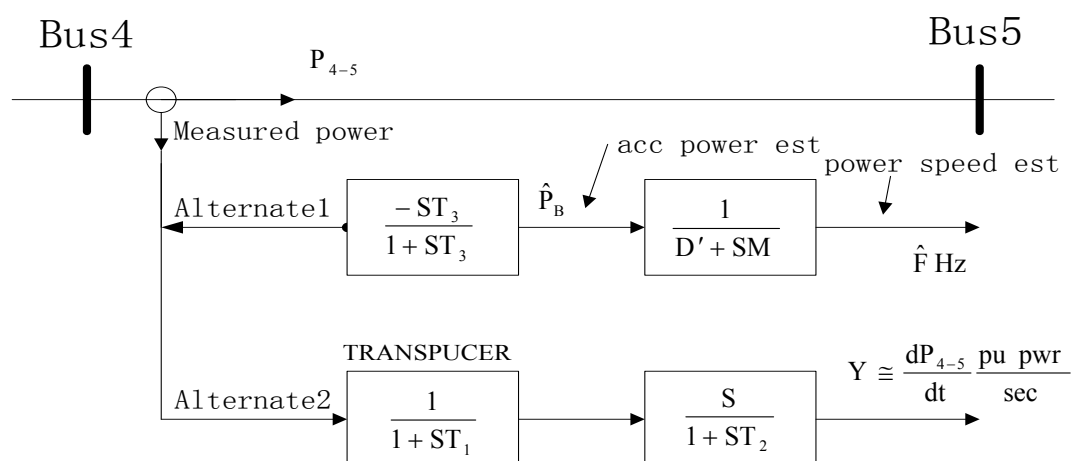 Bus4
Bus5
P₄₋₅
Measured power
acc power est
power speed est
Alternate1
− ST₃ / 1 + ST₃
P̂_B
1 / D′ + SM
F̂ Hz
TRANSPUCER
Alternate2
1 / 1 + ST₁
S / 1 + ST₂
Y ≅ dP₄₋₅ / dt pu pwr / sec